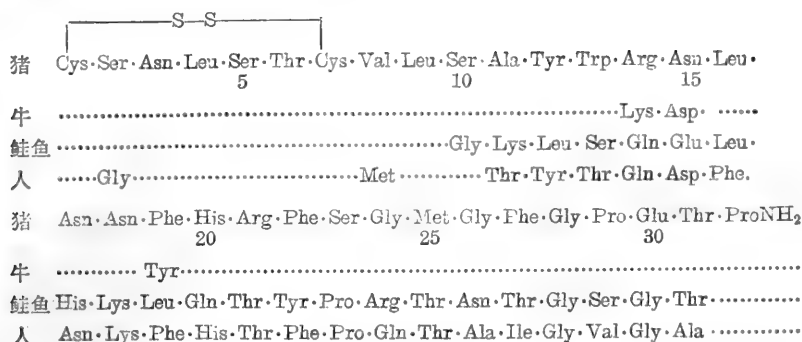 S-S
猪 Cys·Ser·Asn·Leu·Ser·Thr·Cys·Val·Leu·Ser·Ala·Tyr·Trp·Arg·Asn·Leu·
5 10 15
牛 ······Lys·Asp·······
鲑鱼 ······Gly·Lys·Leu·Ser·Gln·Glu·Leu·
人 ······Gly······Met······Thr·Tyr·Thr·Gln·Asp·Phe.
猪 Asn·Asn·Phe·His·Arg·Phe·Ser·Gly·Met·Gly·Phe·Gly·Pro·Glu·Thr·ProNH₂
20 25 30
牛 ······Tyr······
鲑鱼 His·Lys·Leu·Gln·Thr·Tyr·Pro·Arg·Thr·Asn·Thr·Gly·Ser·Gly·Thr······
人 Asn·Lys·Phe·His·Thr·Phe·Pro·Gln·Thr·Ala·Ile·Gly·Val·Gly·Ala······